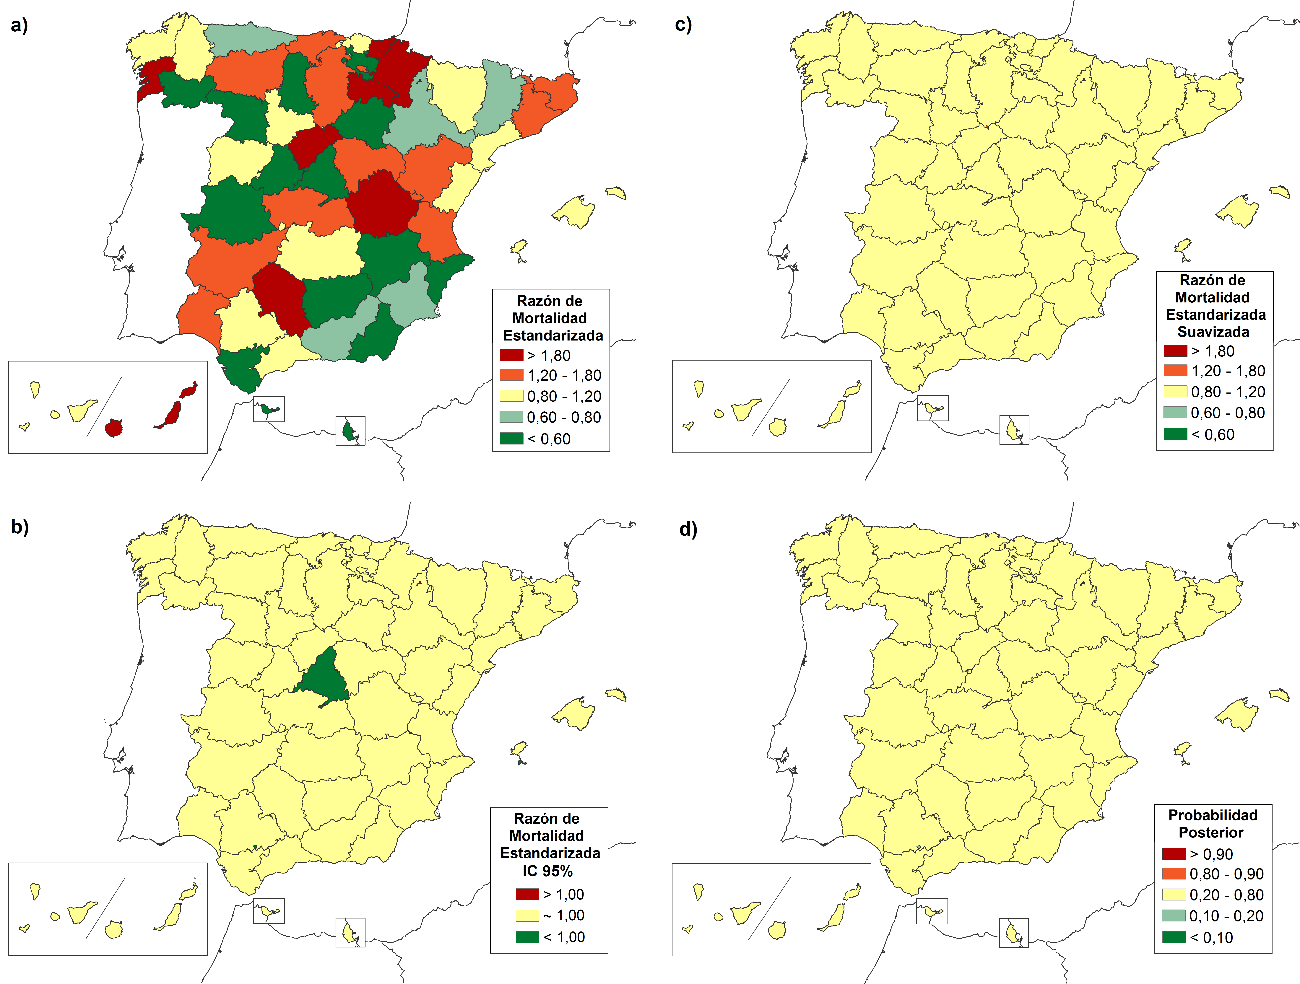 a)
Razón de
Mortalidad
Estandarizada
> 1,80
1,20 - 1,80
0,80 - 1,20
0,60 - 0,80
< 0,60
c)
Razón de
Mortalidad
Estandarizada
Suavizada
> 1,80
1,20 - 1,80
0,80 - 1,20
0,60 - 0,80
< 0,60
b)
Razón de
Mortalidad
Estandarizada
IC 95%
> 1,00
~ 1,00
< 1,00
d)
Probabilidad
Posterior
> 0,90
0,80 - 0,90
0,20 - 0,80
0,10 - 0,20
< 0,10